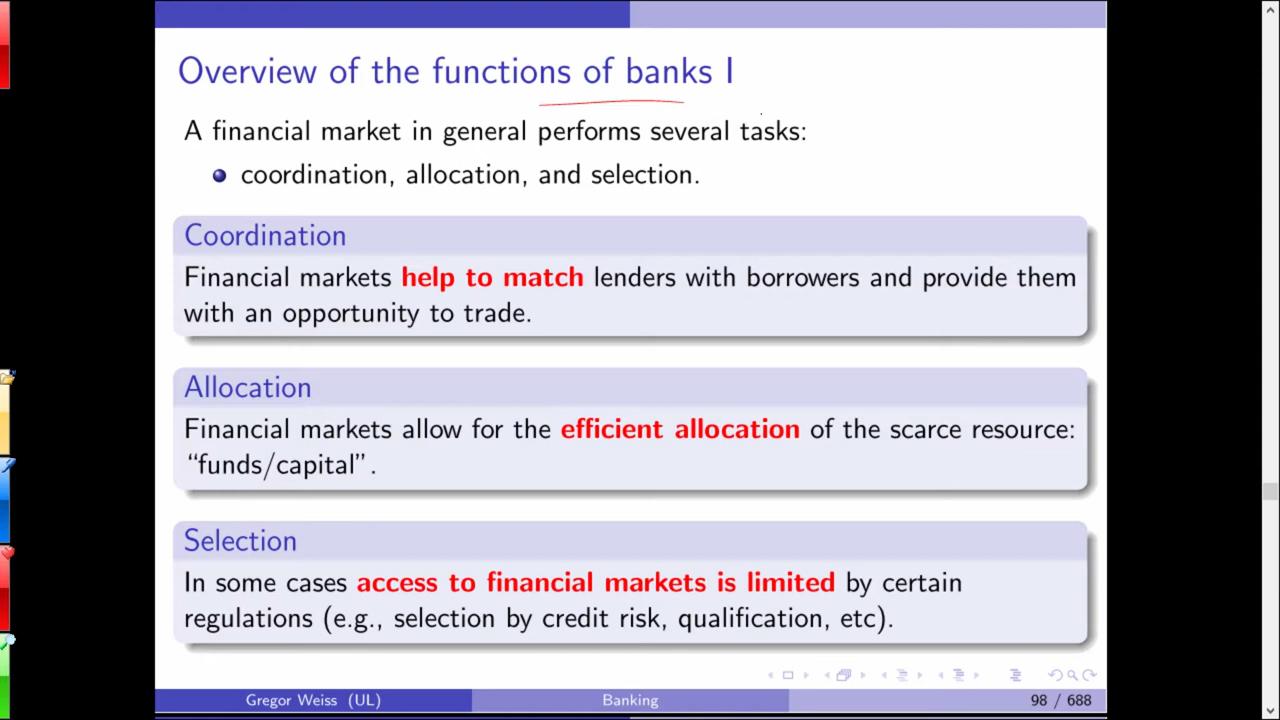 Overview of the functions of banks I
A financial market in general performs several tasks:
coordination, allocation, and selection.
Coordination
Financial markets help to match lenders with borrowers and provide them
with an opportunity to trade.
Allocation
Financial markets allow for the efficient allocation of the scarce resource:
“funds/capital”.
Selection
In some cases access to financial markets is limited by certain
regulations (e.g., selection by credit risk, qualification, etc).
Gregor Weiss (UL) Banking 98 / 688